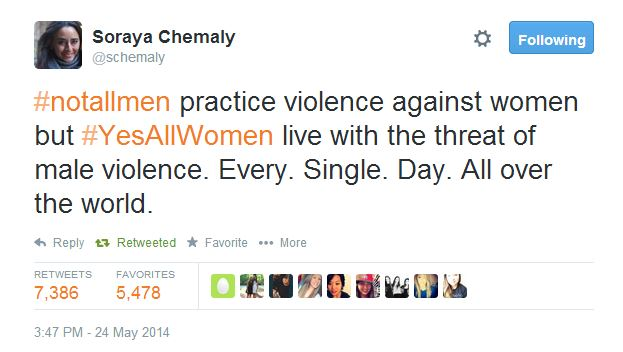 Soraya Chemaly
@schemaly
Following
#notallmen practice violence against women
but #YesAllWomen live with the threat of
male violence. Every. Single. Day. All over
the world.
Reply Retweeted Favorite More
RETWEETS FAVORITES
7,386 5,478
3:47 PM - 24 May 2014